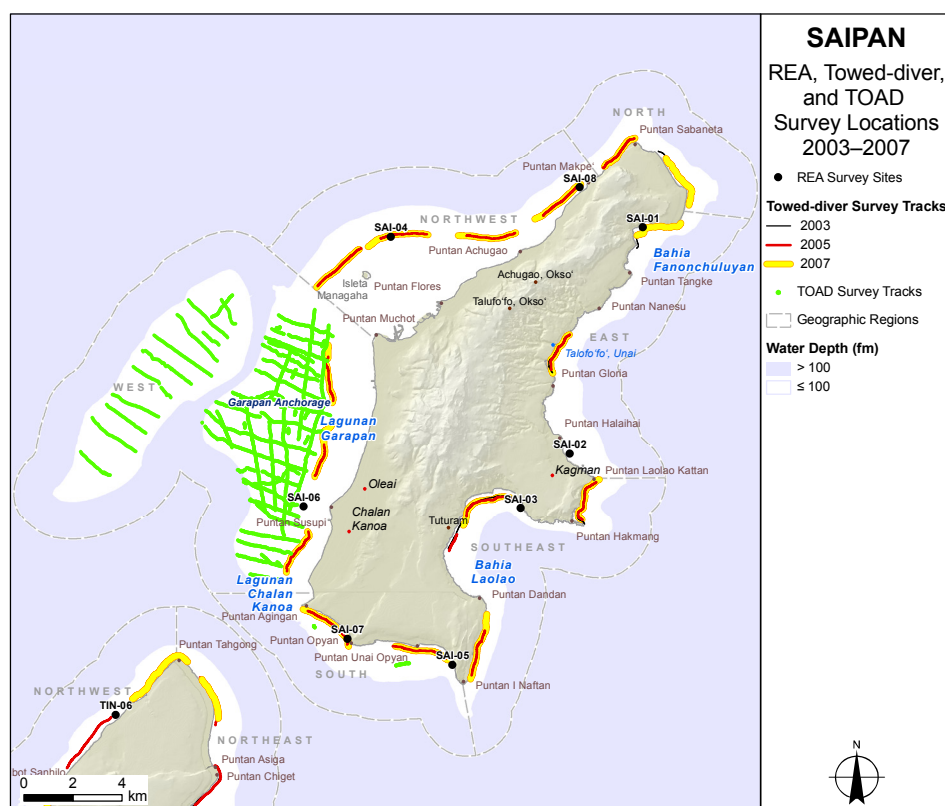 SAIPAN
REA, Towed-diver,
and TOAD
Survey Locations
2003–2007
REA Survey Sites
Towed-diver Survey Tracks
2003
2005
2007
TOAD Survey Tracks
Geographic Regions
Water Depth (fm)
> 100
≤ 100
N
NORTH
Puntan Sabaneta
Puntan Makpe'
SAI-08
NORTHWEST
SAI-04
SAI-01
Puntan Achugao
Bahia
Fanonchuluyan
Isleta
Managaha
Puntan Flores
Achugao, Okso'
Puntan Tangke
Talufo'fo, Okso'
Puntan Nanesu
Puntan Muchot
EAST
Talofo'fo', Unai
Puntan Gloria
WEST
Garapan Anchorage
Lagunan
Garapan
Puntan Halaihai
SAI-02
Kagman
Puntan Laolao Kattan
Oleai
SAI-06
SAI-03
Chalan
Kanoa
Puntan Susupi
Tuturam
Puntan Hakmang
SOUTHEAST
Bahia
Laolao
Lagunan
Chalan
Kanoa
Puntan Dandan
Puntan Agingan
SAI-07
Puntan Opyan
Puntan Unai Opyan
SAI-05
SOUTH
Puntan I Naftan
Puntan Tahgong
NORTHWEST
TIN-06
NORTHEAST
Puntan Asiga
bot Sanhilo
Puntan Chiget
0 2 4
km